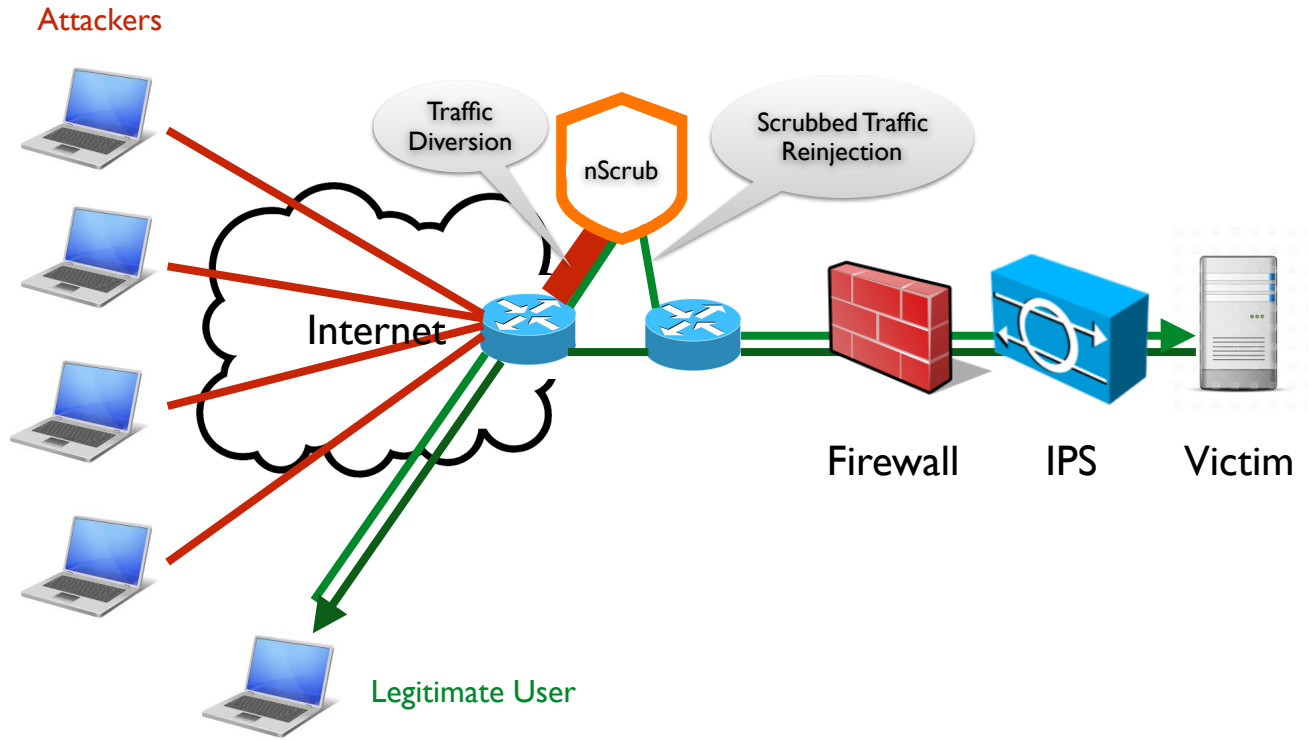 Attackers
Traffic
Diversion
nScrub
Scrubbed Traffic
Reinjection
Internet
Firewall
IPS
Victim
Legitimate User